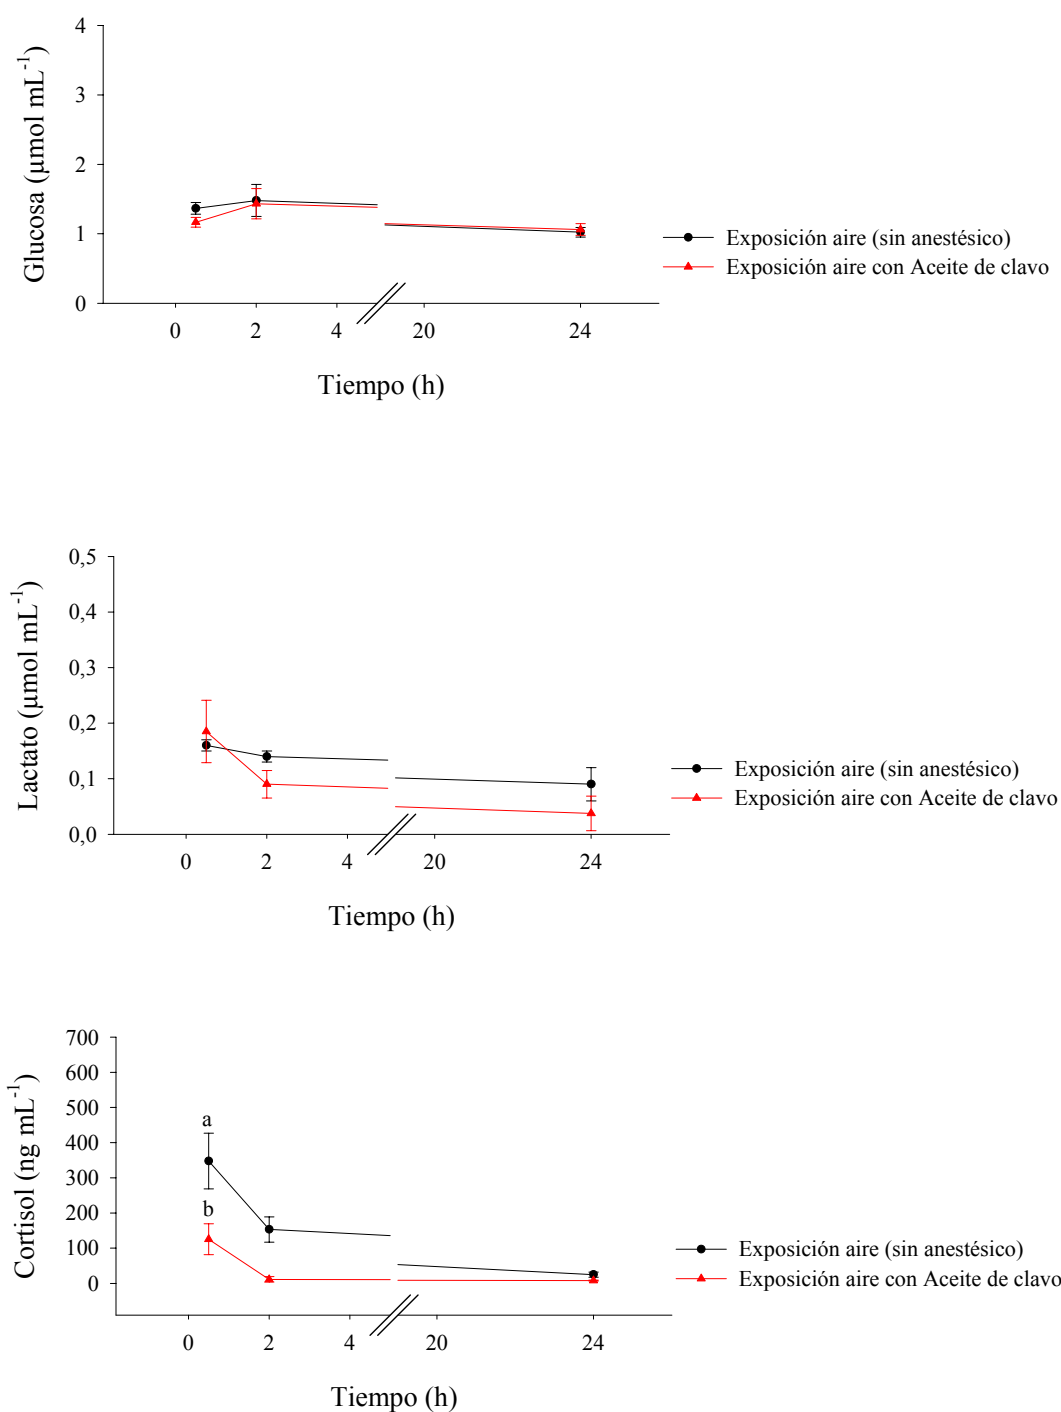 4
3
2
1
0
Glucosa (µmol mL⁻¹)
0 2 4 20 24
Tiempo (h)
Exposición aire (sin anestésico)
Exposición aire con Aceite de clavo
0,5
0,4
0,3
0,2
0,1
0,0
Lactato (µmol mL⁻¹)
0 2 4 20 24
Tiempo (h)
Exposición aire (sin anestésico)
Exposición aire con Aceite de clavo
700
600
500
400
300
200
100
0
Cortisol (ng mL⁻¹)
a
b
0 2 4 20 24
Tiempo (h)
Exposición aire (sin anestésico)
Exposición aire con Aceite de clavo